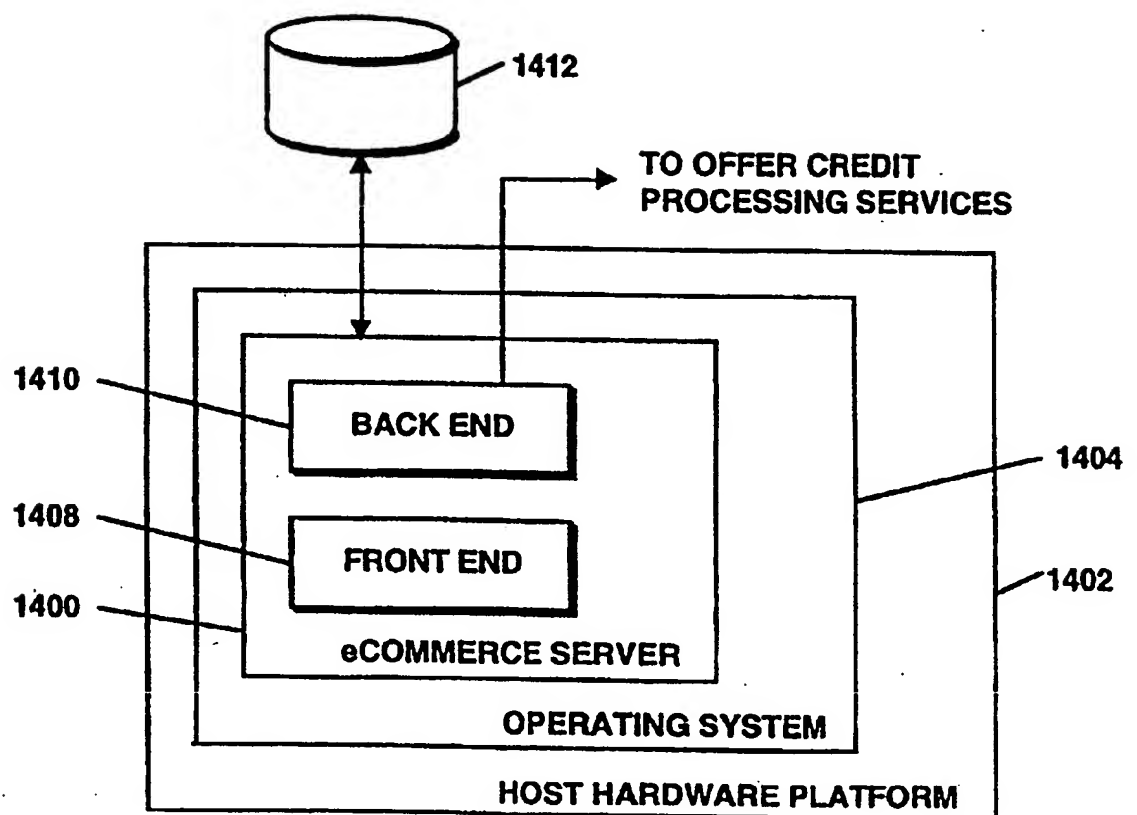 1412
TO OFFER CREDIT
PROCESSING SERVICES
1410
BACK END
1404
1408
FRONT END
1402
1400
eCOMMERCE SERVER
OPERATING SYSTEM
HOST HARDWARE PLATFORM